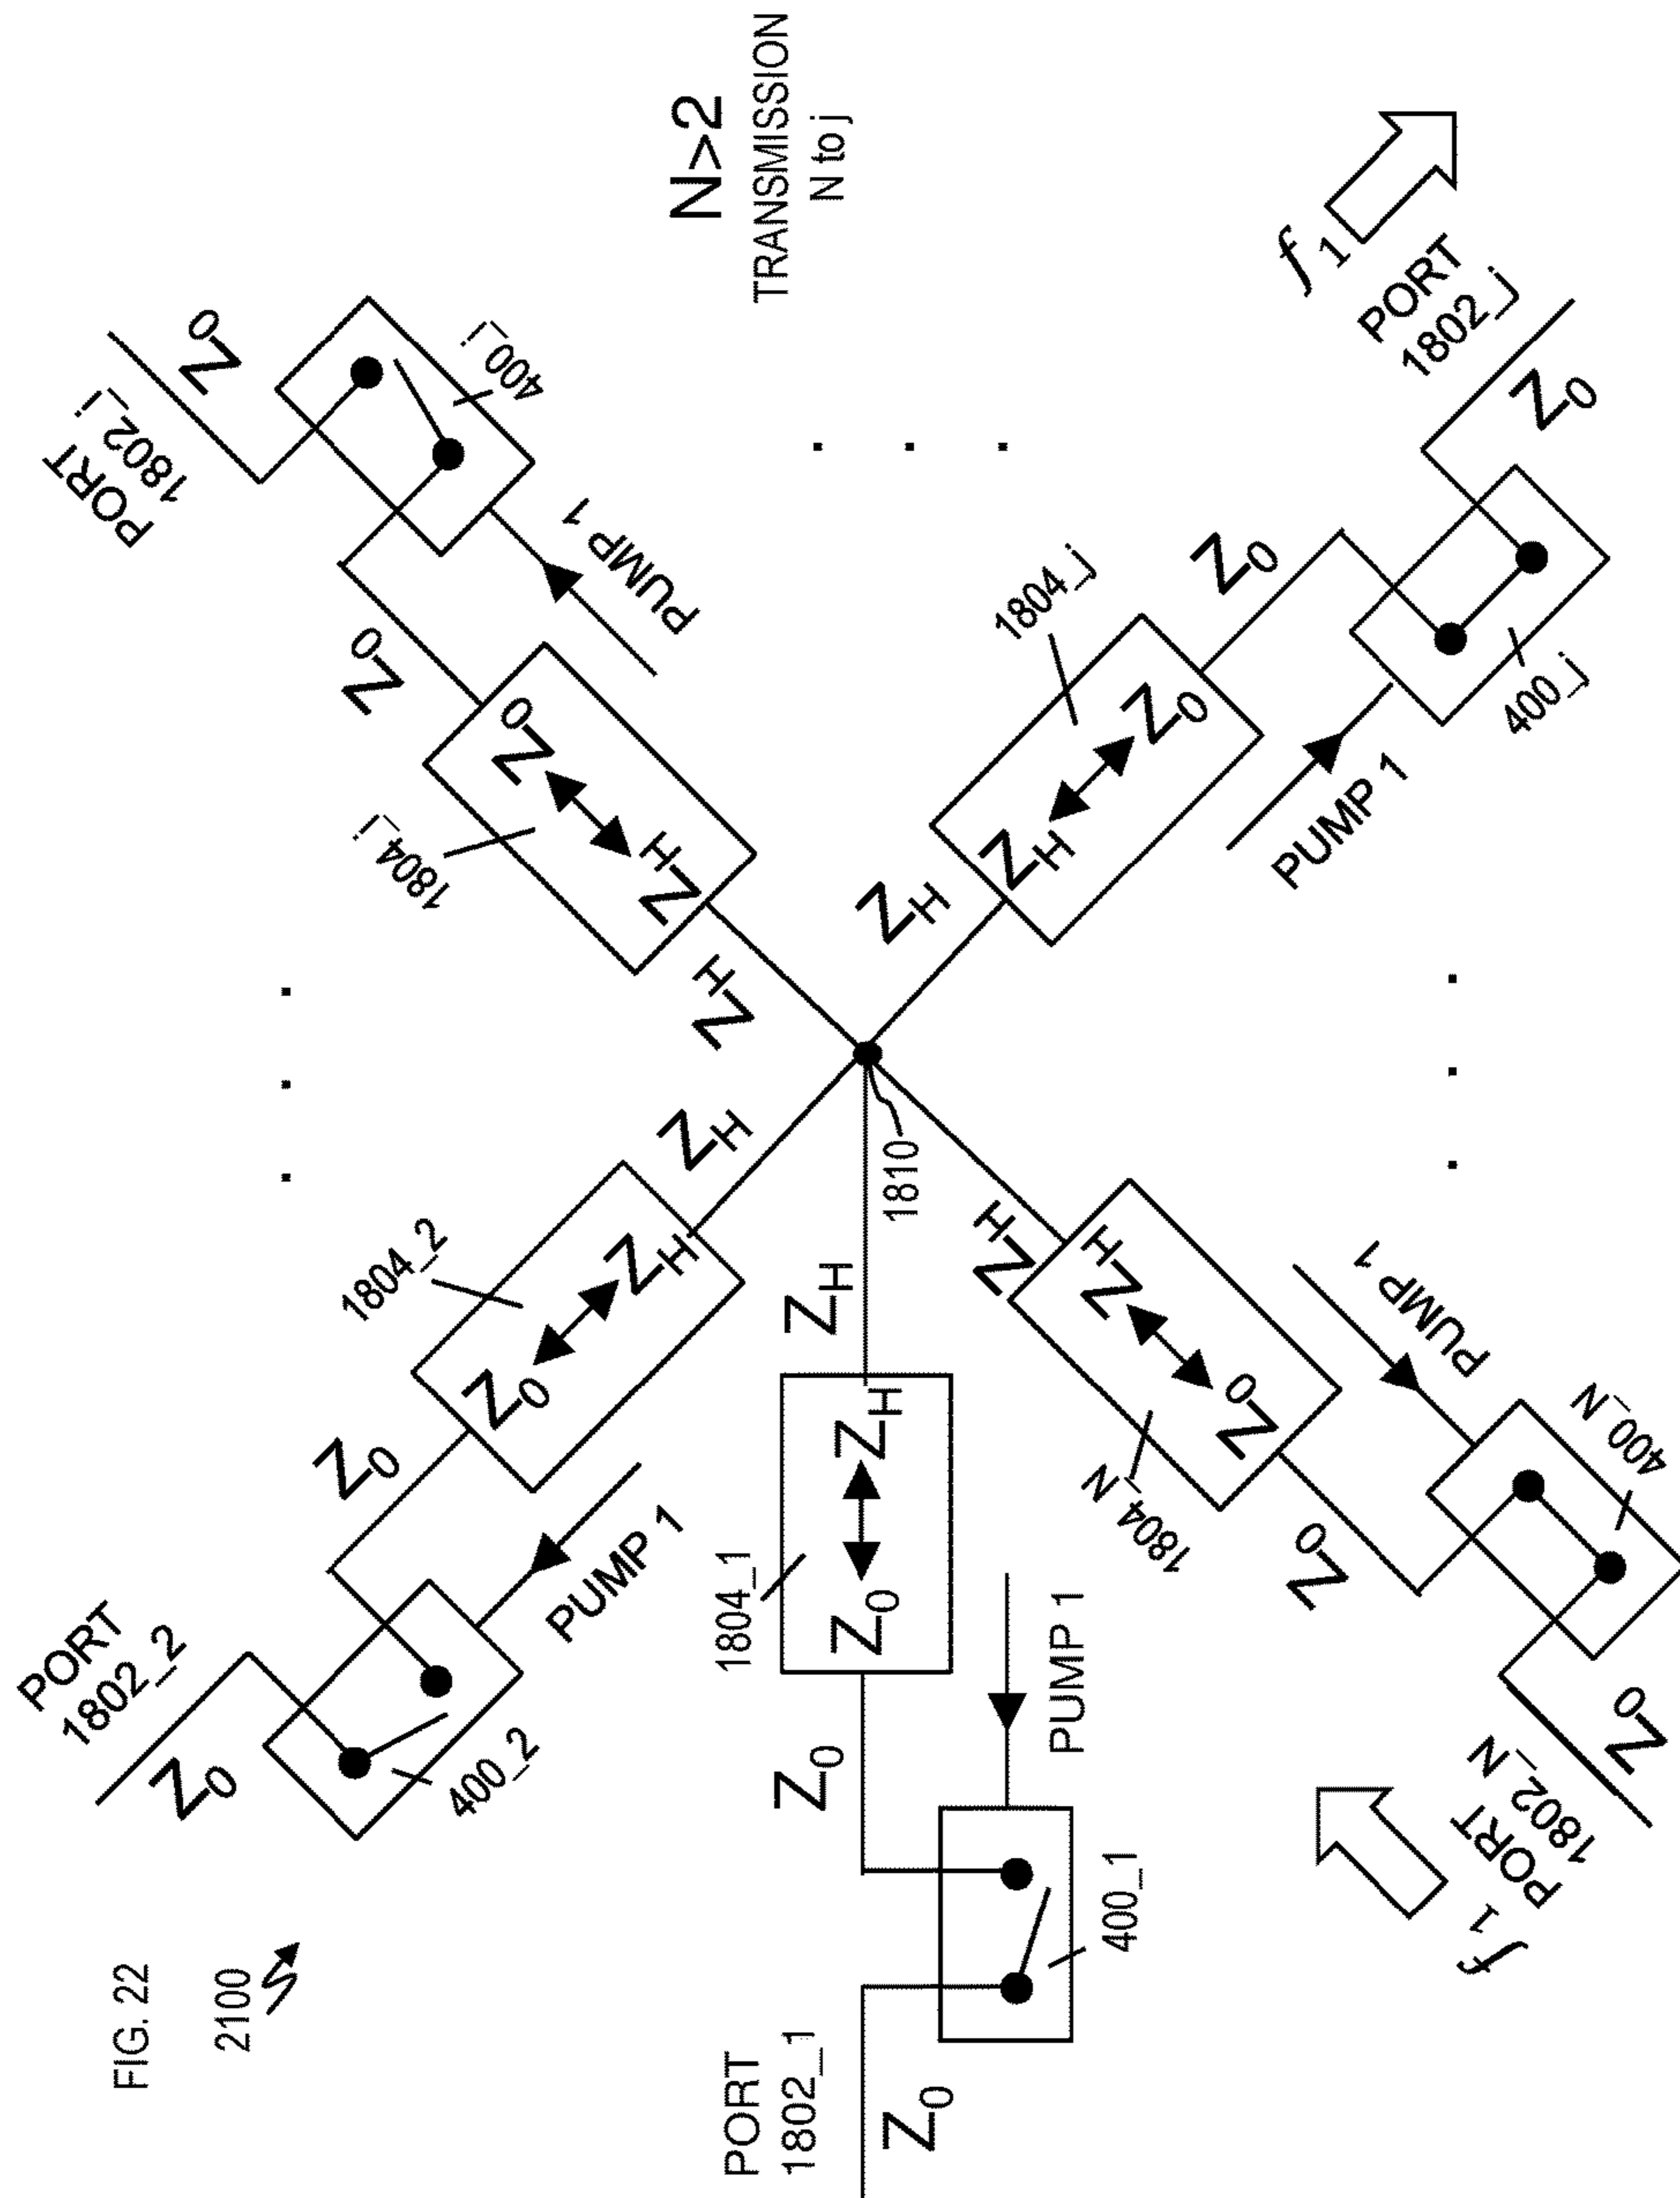 FIG. 22
2100
N>2
TRANSMISSION
N to j
PORT
1802_1
Z0
400_1
PUMP 1
Z0
1804_1
Z0
ZH
ZH
1810
PORT
1802_2
Z0
400_2
PUMP 1
Z0
1804_2
Z0
ZH
ZH
PORT
1802_i
Z0
400_i
PUMP 1
Z0
1804_i
Z0
ZH
ZH
f1
PORT
1802_j
Z0
400_j
PUMP 1
Z0
1804_j
ZH
Z0
ZH
f1
PORT
1802_N
Z0
400_N
PUMP 1
Z0
1804_N
Z0
ZH
ZH